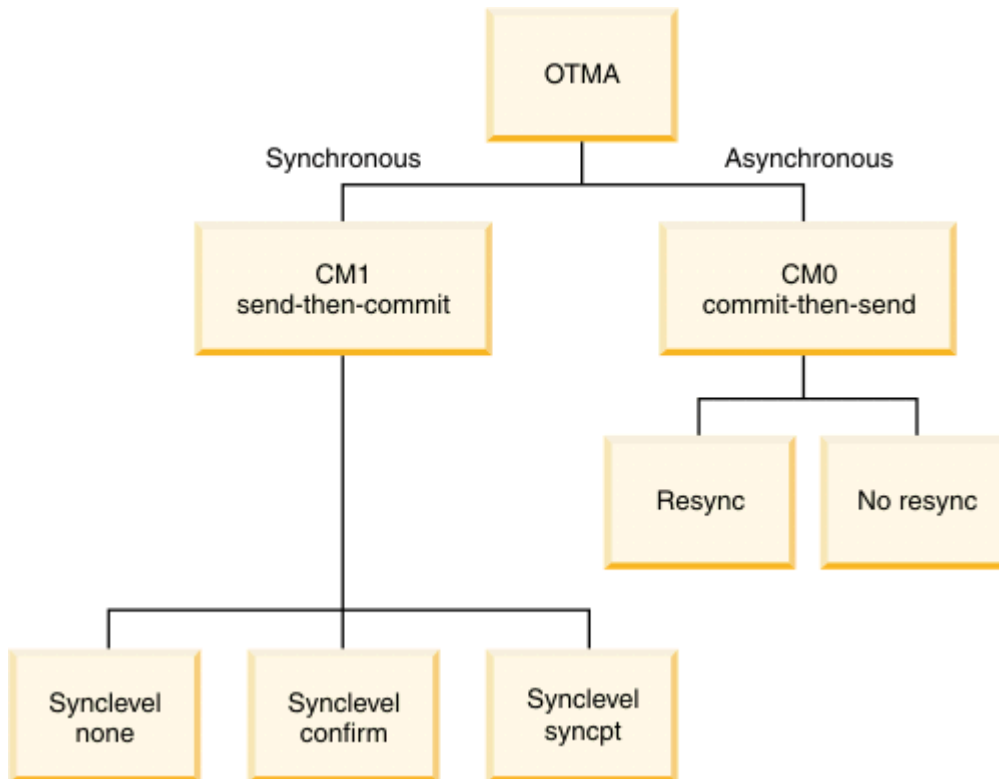 OTMA
Synchronous
Asynchronous
CM1
send-then-commit
CM0
commit-then-send
Resync
No resync
Synclevel
none
Synclevel
confirm
Synclevel
syncpt